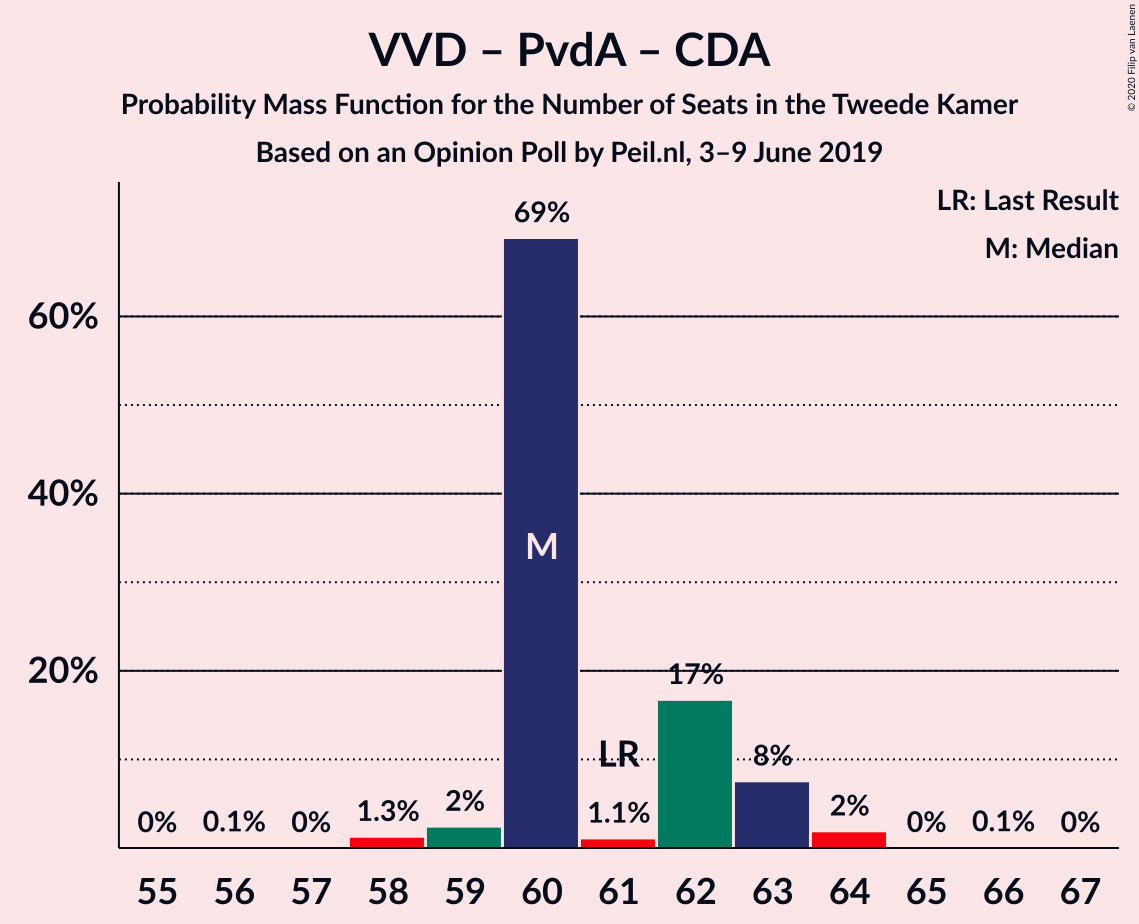 VVD – PvdA – CDA
Probability Mass Function for the Number of Seats in the Tweede Kamer
Based on an Opinion Poll by Peil.nl, 3–9 June 2019
© 2020 Filip van Laenen
LR: Last Result
M: Median
60%
40%
20%
0%
0.1%
0%
1.3%
2%
69%
M
LR
1.1%
17%
8%
2%
0%
0.1%
0%
55 56 57 58 59 60 61 62 63 64 65 66 67